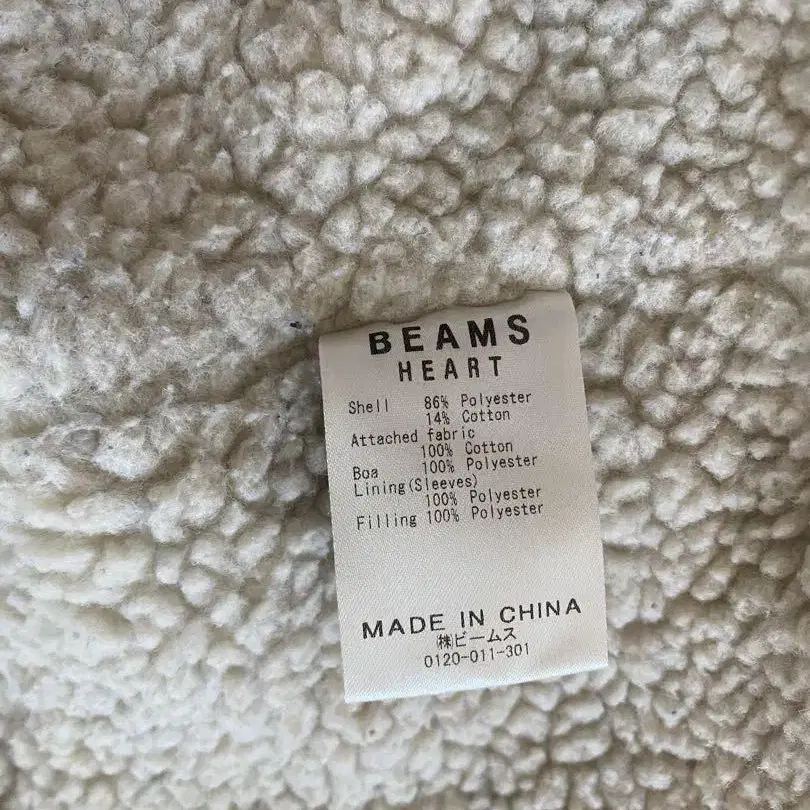 BEAMS
HEART
Shell 86% Polyester
14% Cotton
Attached fabric
100% Cotton
Boa 100% Polyester
Lining(Sleeves)
100% Polyester
Filling 100% Polyester
MADE IN CHINA
㈱ビームス
0120-011-301